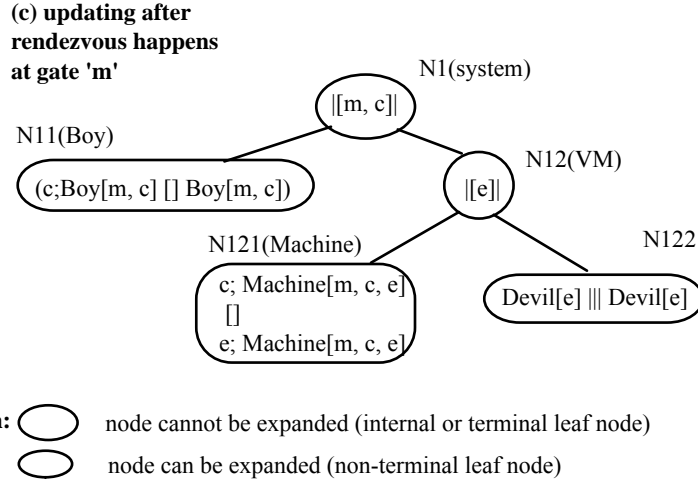 (c) updating after
rendezvous happens
at gate 'm'
N1(system)
|[m, c]|
N11(Boy)
N12(VM)
(c;Boy[m, c] [] Boy[m, c])
|[e]|
N121(Machine)
N122
c; Machine[m, c, e]
[]
e; Machine[m, c, e]
Devil[e] ||| Devil[e]
node cannot be expanded (internal or terminal leaf node)
node can be expanded (non-terminal leaf node)